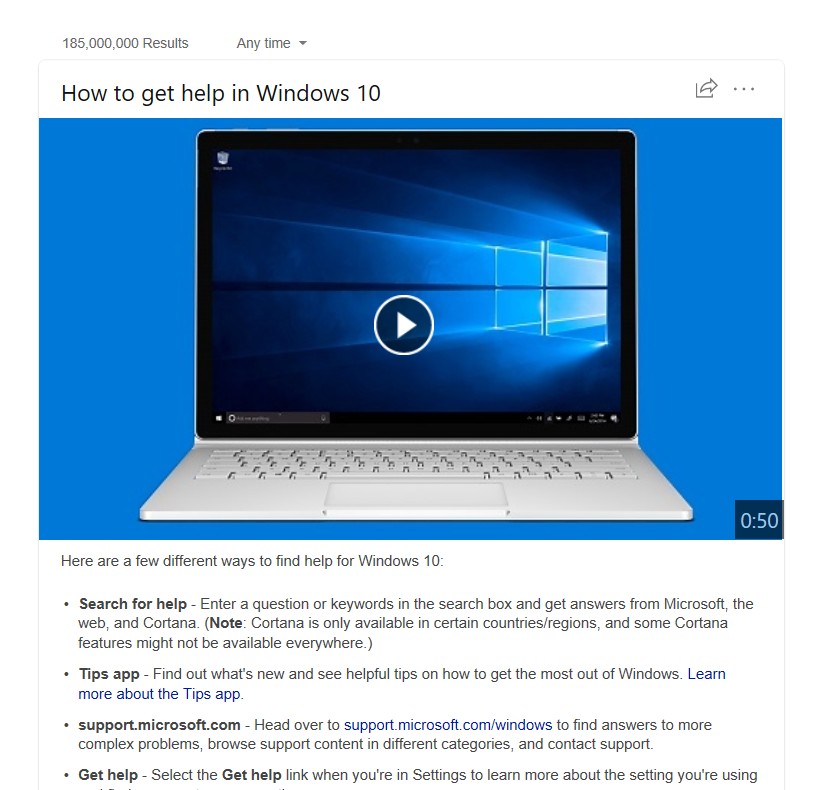 185,000,000 Results Any time
How to get help in Windows 10
0:50
Here are a few different ways to find help for Windows 10:
• Search for help - Enter a question or keywords in the search box and get answers from Microsoft, the
web, and Cortana. (Note: Cortana is only available in certain countries/regions, and some Cortana
features might not be available everywhere.)
• Tips app - Find out what's new and see helpful tips on how to get the most out of Windows. Learn
more about the Tips app.
• support.microsoft.com - Head over to support.microsoft.com/windows to find answers to more
complex problems, browse support content in different categories, and contact support.
• Get help - Select the Get help link when you're in Settings to learn more about the setting you're using